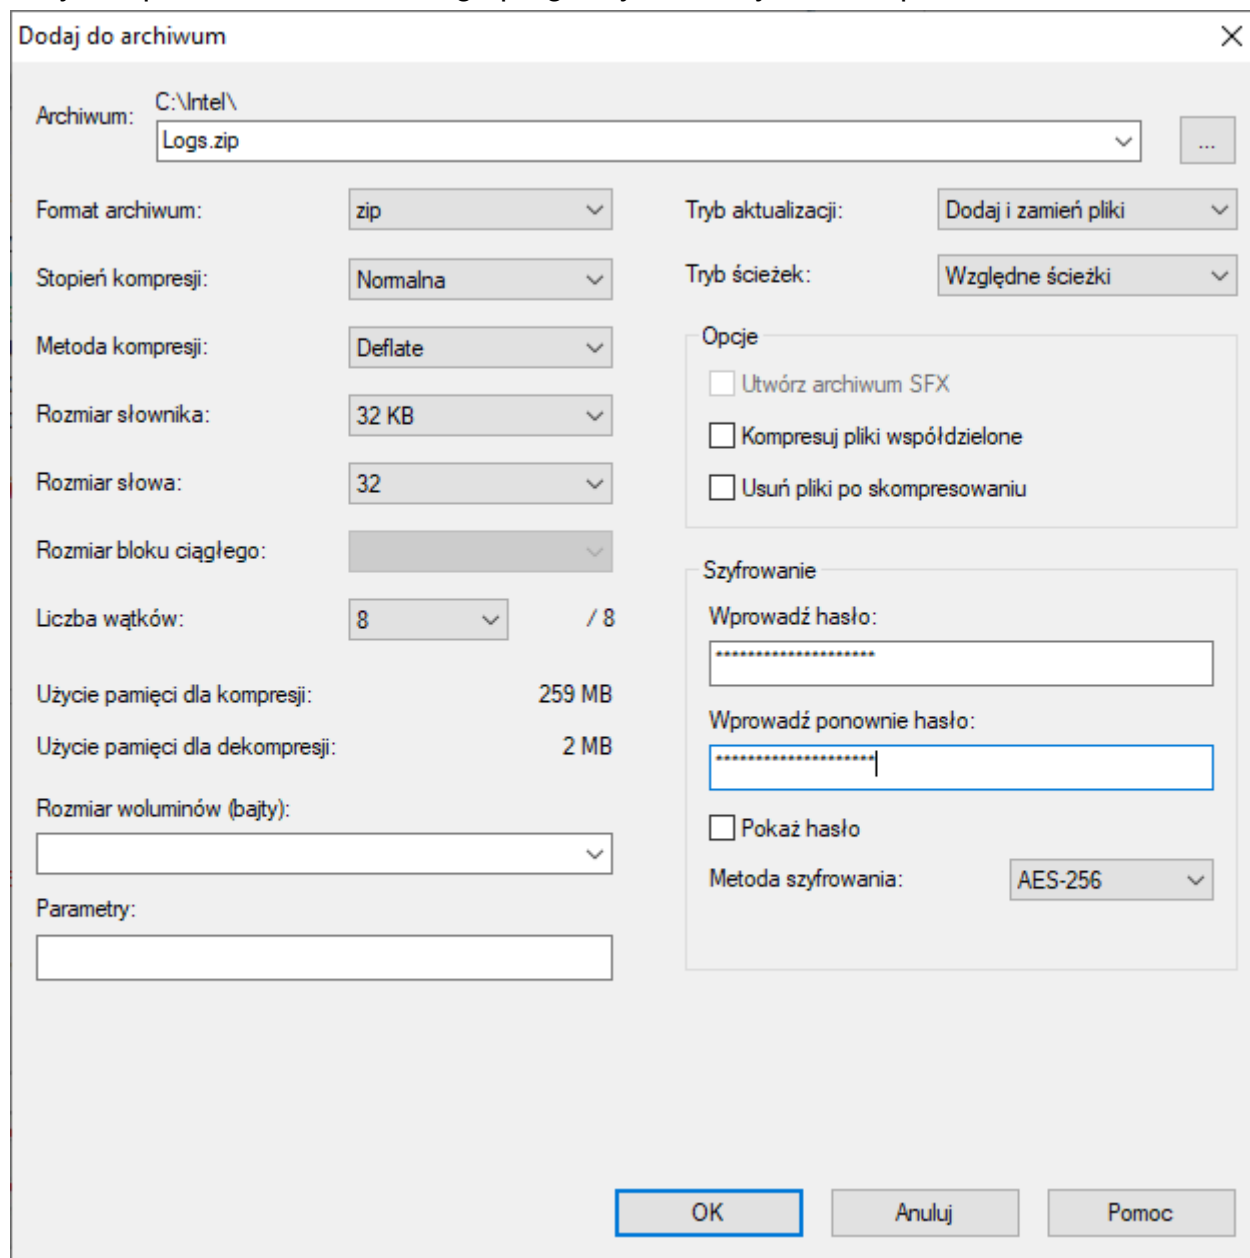 Dodaj do archiwum
Archiwum:
C:\Intel\
Logs.zip
...
Format archiwum:
zip
Stopień kompresji:
Normalna
Metoda kompresji:
Deflate
Rozmiar słownika:
32 KB
Rozmiar słowa:
32
Rozmiar bloku ciągłego:
Liczba wątków:
8
/ 8
Użycie pamięci dla kompresji:
259 MB
Użycie pamięci dla dekompresji:
2 MB
Rozmiar woluminów (bajty):
Parametry:
Tryb aktualizacji:
Dodaj i zamień pliki
Tryb ścieżek:
Względne ścieżki
Opcje
Utwórz archiwum SFX
Kompresuj pliki współdzielone
Usuń pliki po skompresowaniu
Szyfrowanie
Wprowadź hasło:
********************
Wprowadź ponownie hasło:
********************
Pokaż hasło
Metoda szyfrowania:
AES-256
OK
Anuluj
Pomoc